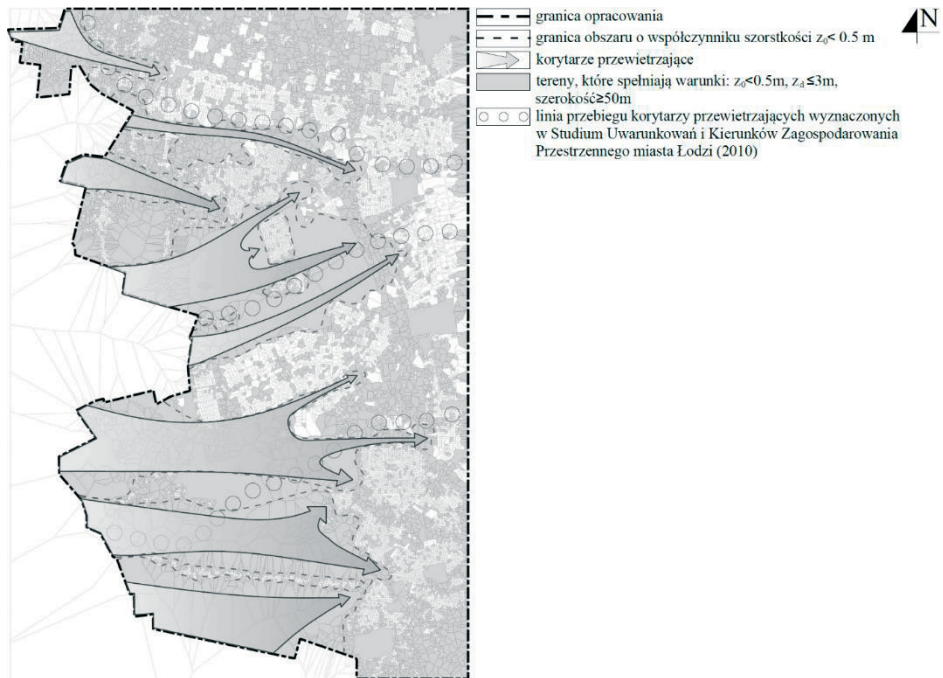 granica opracowania
N
granica obszaru o współczynniku szorstkości z₀< 0.5 m
korytarze przewietrzające
tereny, które spełniają warunki: z₀<0.5m, z_d ≤3m,
szerokość≥50m
linia przebiegu korytarzy przewietrzających wyznaczonych
w Studium Uwarunkowań i Kierunków Zagospodarowania
Przestrzennego miasta Łodzi (2010)